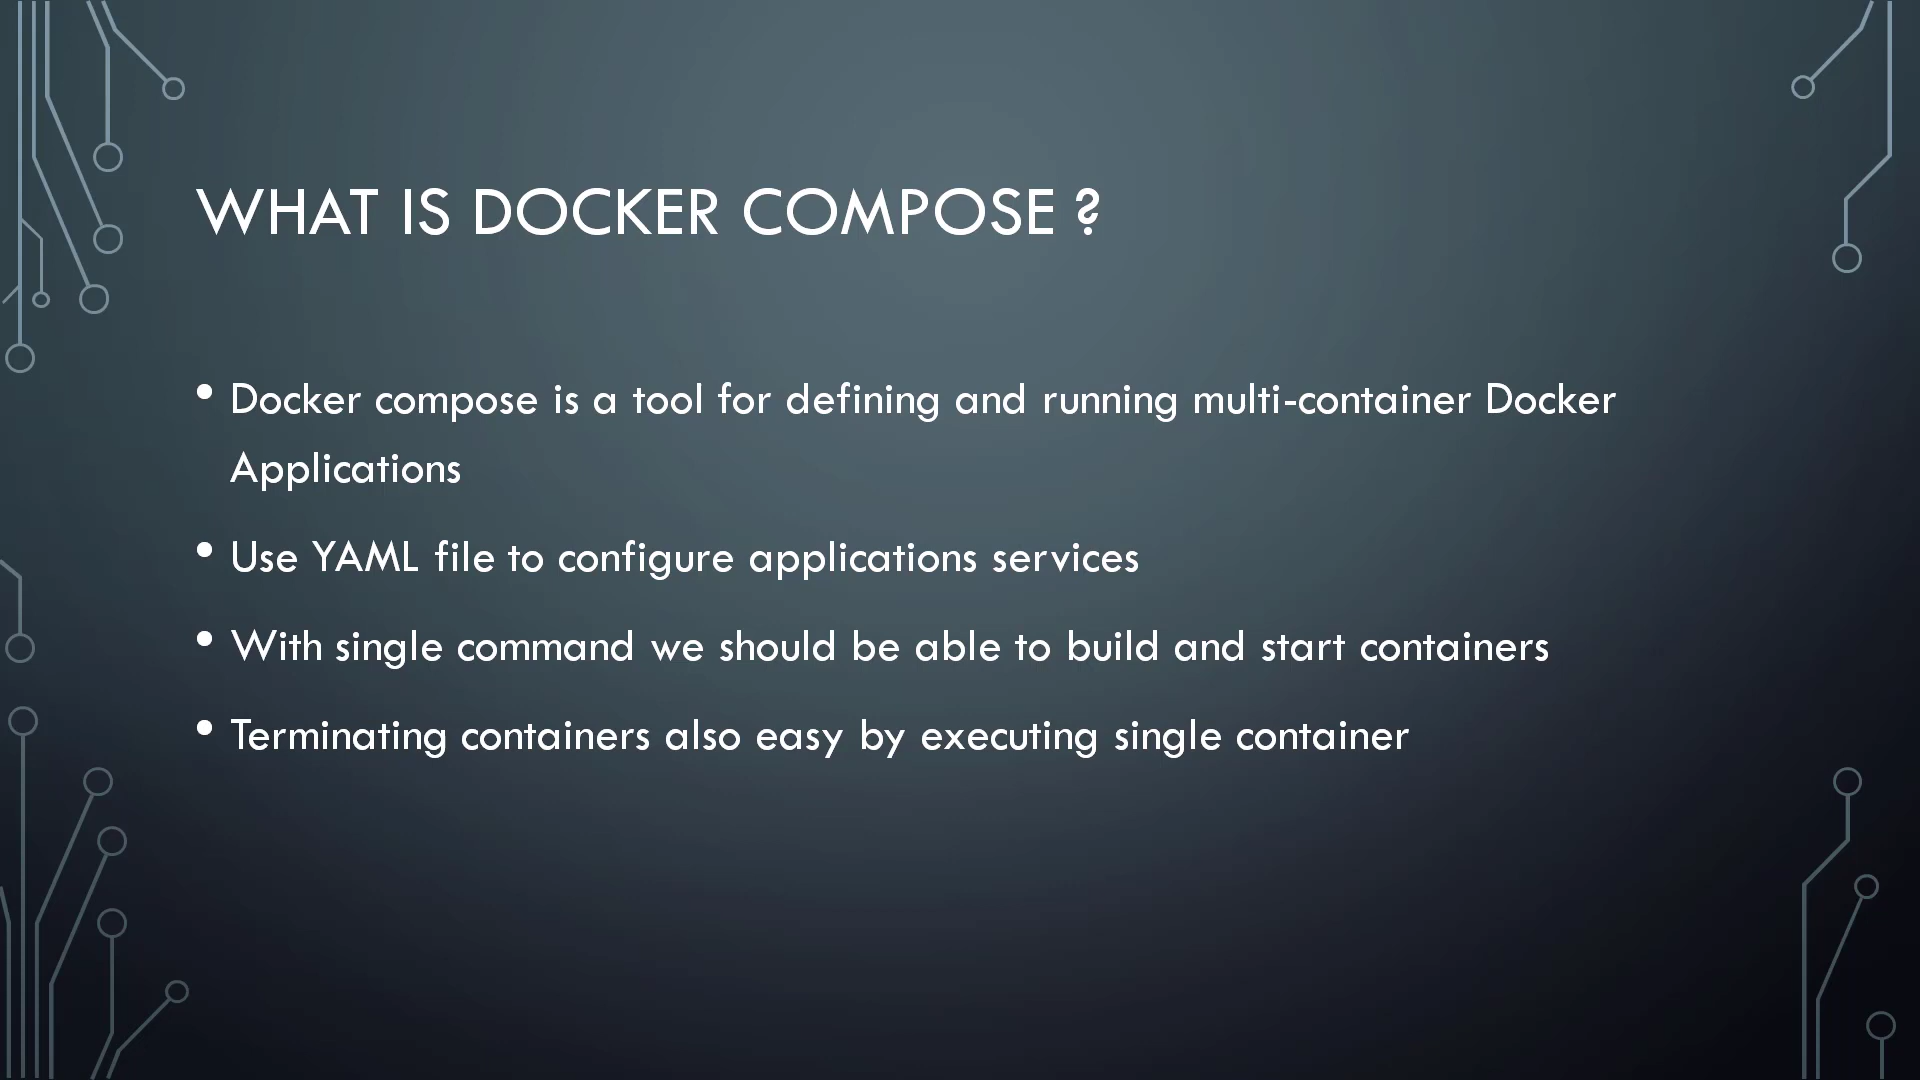 WHAT IS DOCKER COMPOSE ?
• Docker compose is a tool for defining and running multi-container Docker
Applications
• Use YAML file to configure applications services
• With single command we should be able to build and start containers
• Terminating containers also easy by executing single container